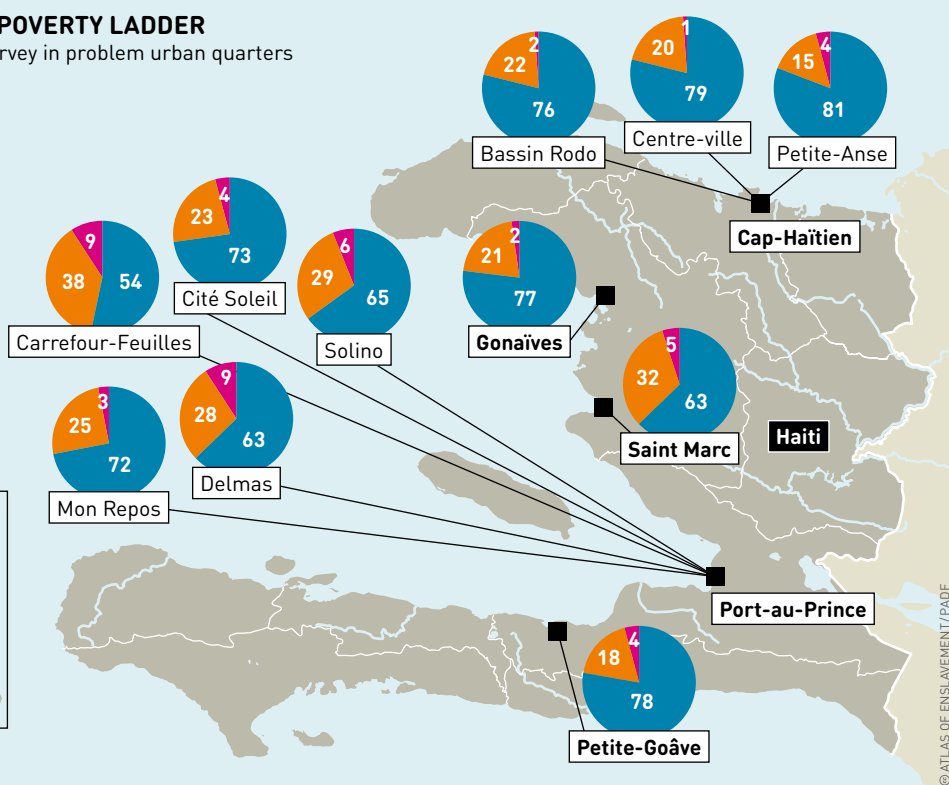 POVERTY LADDER
rvey in problem urban quarters
2
22
76
Bassin Rodo
1
20
79
Centre-ville
4
15
81
Petite-Anse
Cap-Haïtien
9
38
54
Carrefour-Feuilles
4
23
73
Cité Soleil
6
29
65
Solino
2
21
77
Gonaïves
5
32
63
Saint Marc
Haiti
3
25
72
Mon Repos
9
28
63
Delmas
Port-au-Prince
4
18
78
Petite-Goâve
© ATLAS OF ENSLAVEMENT/PADF